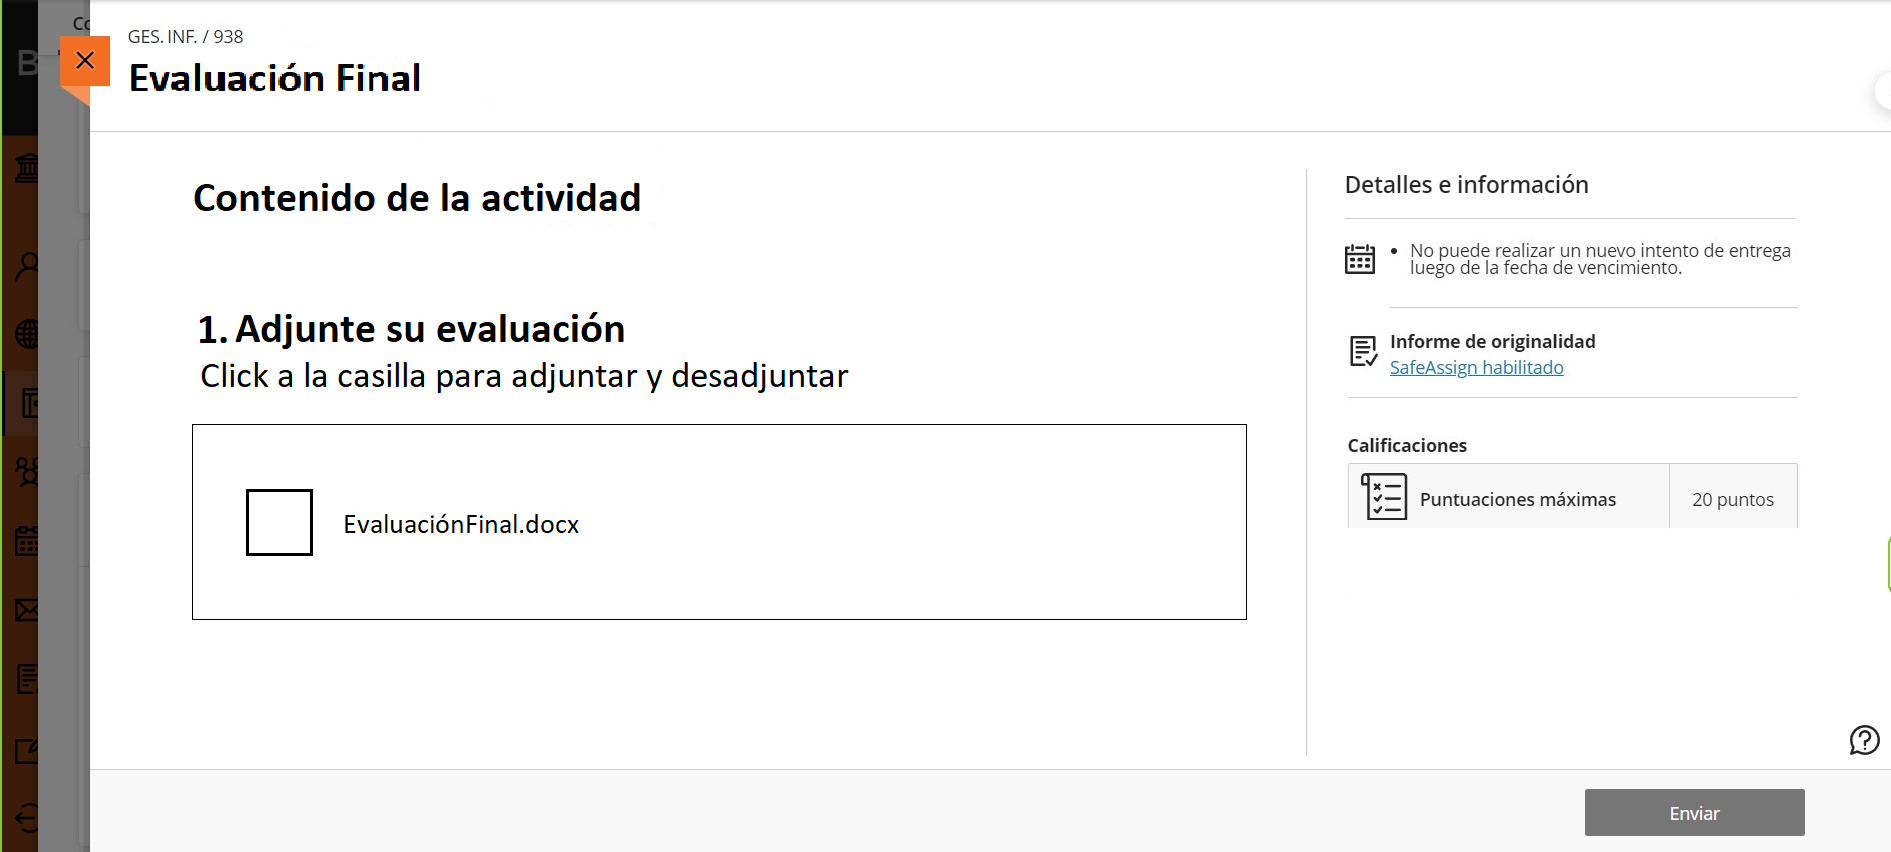 Co
B
GES. INF. / 938
Evaluación Final
Contenido de la actividad
1. Adjunte su evaluación
Click a la casilla para adjuntar y desadjuntar
EvaluaciónFinal.docx
Detalles e información
• No puede realizar un nuevo intento de entrega
luego de la fecha de vencimiento.
Informe de originalidad
SafeAssign habilitado
Calificaciones
Puntuaciones máximas
20 puntos
Enviar